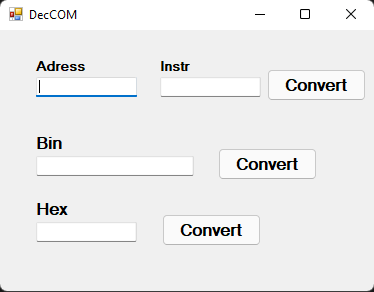 DecCOM
Adress Instr
Convert
Bin
Convert
Hex
Convert